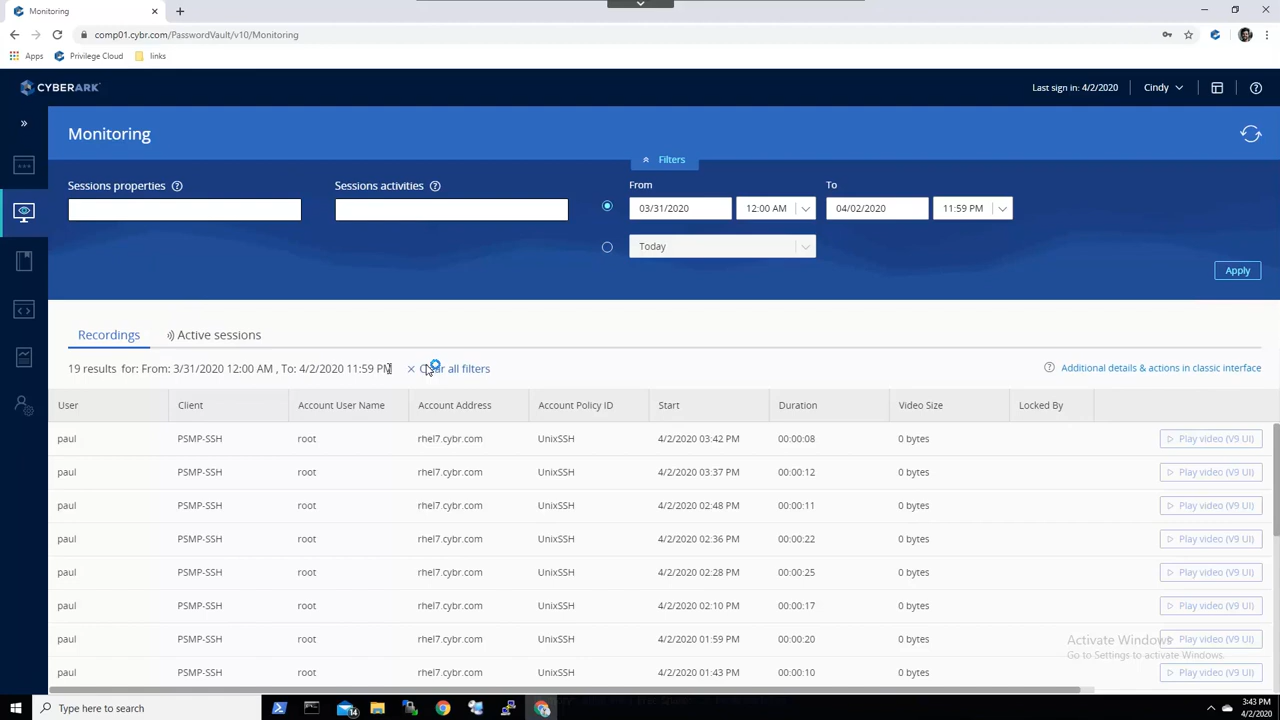 Monitoring
comp01.cybr.com/PasswordVault/v10/Monitoring
Apps Privilege Cloud links
CYBERARK Last sign in: 4/2/2020 Cindy
Monitoring
Filters
Sessions properties Sessions activities From To
03/31/2020 12:00 AM 04/02/2020 11:59 PM
Today
Apply
Recordings Active sessions
19 results for: From: 3/31/2020 12:00 AM , To: 4/2/2020 11:59 PM Clear all filters Additional details & actions in classic interface
User Client Account User Name Account Address Account Policy ID Start Duration Video Size Locked By
paul PSMP-SSH root rhel7.cybr.com UnixSSH 4/2/2020 03:42 PM 00:00:08 0 bytes Play video (V9 UI)
paul PSMP-SSH root rhel7.cybr.com UnixSSH 4/2/2020 03:37 PM 00:00:12 0 bytes Play video (V9 UI)
paul PSMP-SSH root rhel7.cybr.com UnixSSH 4/2/2020 02:48 PM 00:00:11 0 bytes Play video (V9 UI)
paul PSMP-SSH root rhel7.cybr.com UnixSSH 4/2/2020 02:36 PM 00:00:22 0 bytes Play video (V9 UI)
paul PSMP-SSH root rhel7.cybr.com UnixSSH 4/2/2020 02:28 PM 00:00:25 0 bytes Play video (V9 UI)
paul PSMP-SSH root rhel7.cybr.com UnixSSH 4/2/2020 02:10 PM 00:00:17 0 bytes Play video (V9 UI)
paul PSMP-SSH root rhel7.cybr.com UnixSSH 4/2/2020 01:59 PM 00:00:20 0 bytes Play video (V9 UI)
Activate Windows
Go to Settings to activate Windows.
paul PSMP-SSH root rhel7.cybr.com UnixSSH 4/2/2020 01:43 PM 00:00:10 0 bytes Play video (V9 UI)
Type here to search 14 3:43 PM
4/2/2020